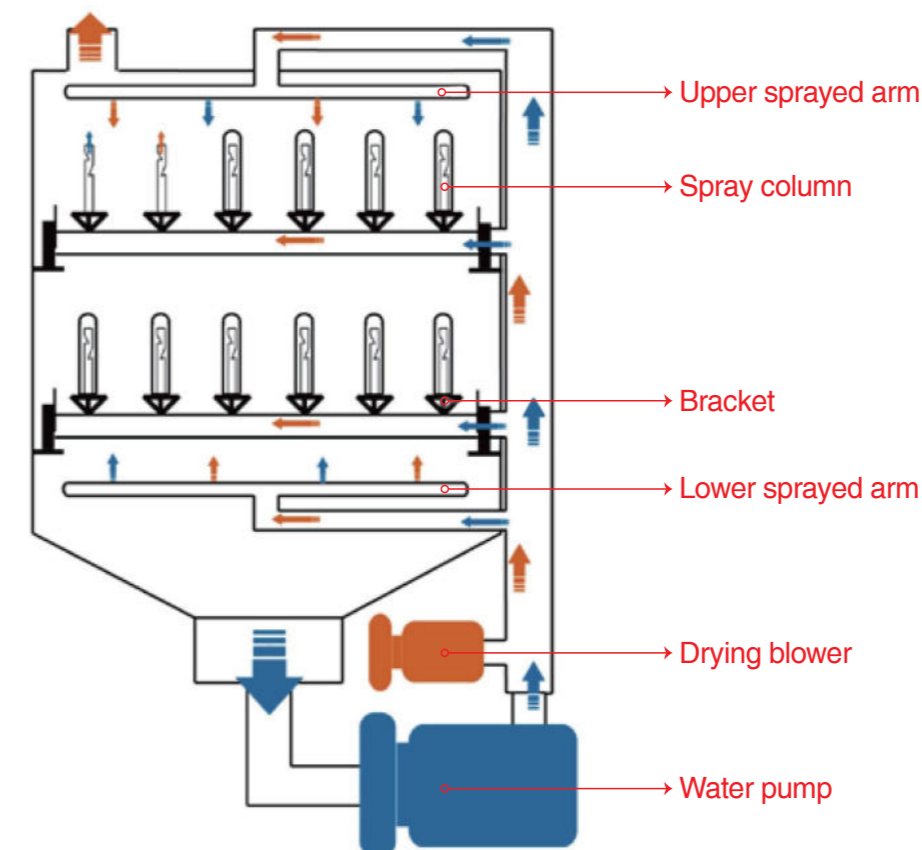 Upper sprayed arm
Spray column
Bracket
Lower sprayed arm
Drying blower
Water pump